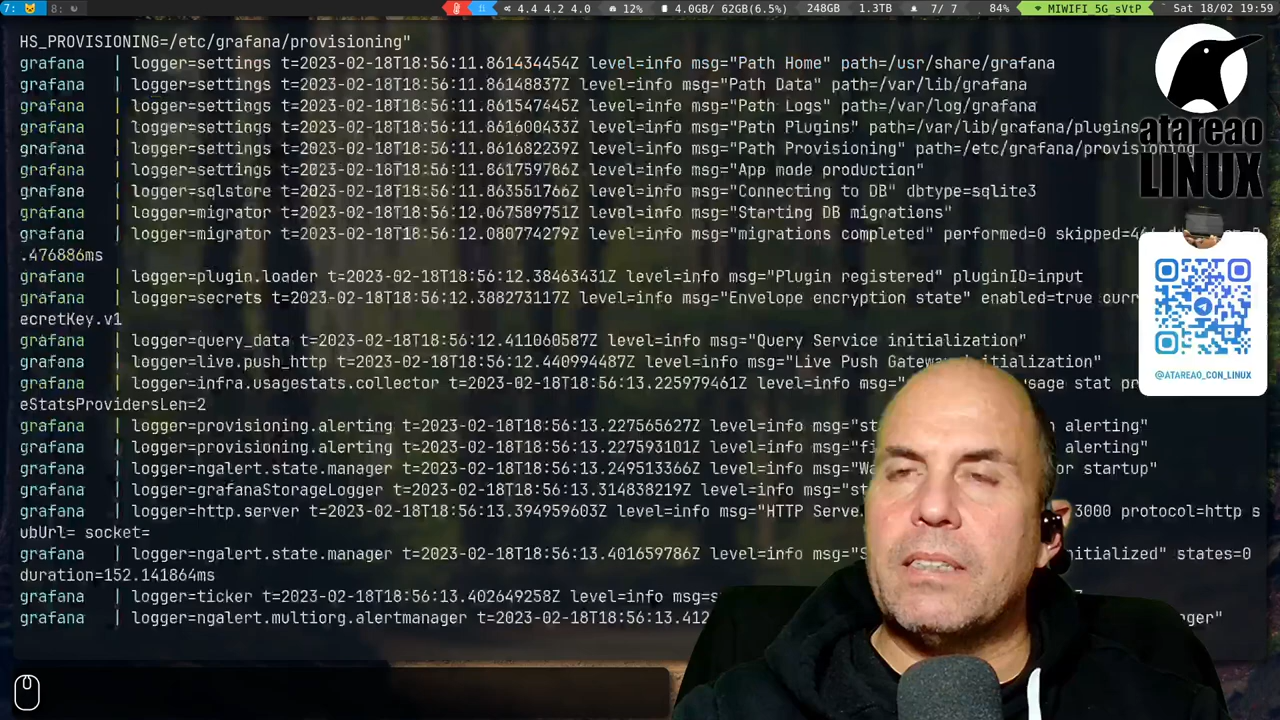 7: 8: 4.4 4.2 4.0 12% 4.0GB/ 62GB(6.5%) 248GB 1.3TB 7/ 7 84% MIWIFI 5G sVtP Sat 18/02 19:59
HS_PROVISIONING=/etc/grafana/provisioning"
grafana | logger=settings t=2023-02-18T18:56:11.861434454Z level=info msg="Path Home" path=/usr/share/grafana
grafana | logger=settings t=2023-02-18T18:56:11.86148837Z level=info msg="Path Data" path=/var/lib/grafana
grafana | logger=settings t=2023-02-18T18:56:11.861547445Z level=info msg="Path Logs" path=/var/log/grafana
grafana | logger=settings t=2023-02-18T18:56:11.861600433Z level=info msg="Path Plugins" path=/var/lib/grafana/plugins
grafana | logger=settings t=2023-02-18T18:56:11.861682239Z level=info msg="Path Provisioning" path=/etc/grafana/provisioning
grafana | logger=settings t=2023-02-18T18:56:11.861759786Z level=info msg="App mode production"
grafana | logger=sqlstore t=2023-02-18T18:56:11.863551766Z level=info msg="Connecting to DB" dbtype=sqlite3
grafana | logger=migrator t=2023-02-18T18:56:12.067509751Z level=info msg="Starting DB migrations"
grafana | logger=migrator t=2023-02-18T18:56:12.080774279Z level=info msg="migrations completed" performed=0
.476886ms
grafana | logger=plugin.loader t=2023-02-18T18:56:12.38463431Z level=info msg="Plugin registered" pluginID=input
grafana | logger=secrets t=2023-02-18T18:56:12.388273117Z level=info msg="Envelope encryption state" enabled=true curr
ecretKey.v1
grafana | logger=query_data t=2023-02-18T18:56:12.411060587Z level=info msg="Query Service initialization"
grafana | logger=live.push_http t=2023-02-18T18:56:12.440994487Z level=info msg="Live Push Gateway initialization"
grafana | logger=infra.usagestats.collector t=2023-02-18T18:56:13.225979461Z level=info usage stat pr
eStatsProvidersLen=2
grafana | logger=provisioning.alerting t=2023-02-18T18:56:13.227565627Z level=info msg="st alerting"
grafana | logger=provisioning.alerting t=2023-02-18T18:56:13.227593101Z level=info msg="fi alerting"
grafana | logger=ngalert.state.manager t=2023-02-18T18:56:13.249513366Z level=info msg="Wa or startup"
grafana | logger=grafanaStorageLogger t=2023-02-18T18:56:13.314838219Z level=info msg="st
grafana | logger=http.server t=2023-02-18T18:56:13.394959603Z level=info msg="HTTP Serve 3000 protocol=http s
ubUrl= socket=
grafana | logger=ngalert.state.manager t=2023-02-18T18:56:13.401659786Z level=info msg="S initialized" states=0
duration=152.141864ms
grafana | logger=ticker t=2023-02-18T18:56:13.402649258Z level=info msg=s
grafana | logger=ngalert.multiorg.alertmanager t=2023-02-18T18:56:13.412 ger"
atareao
LINUX
@ATAREAO_CON_LINUX